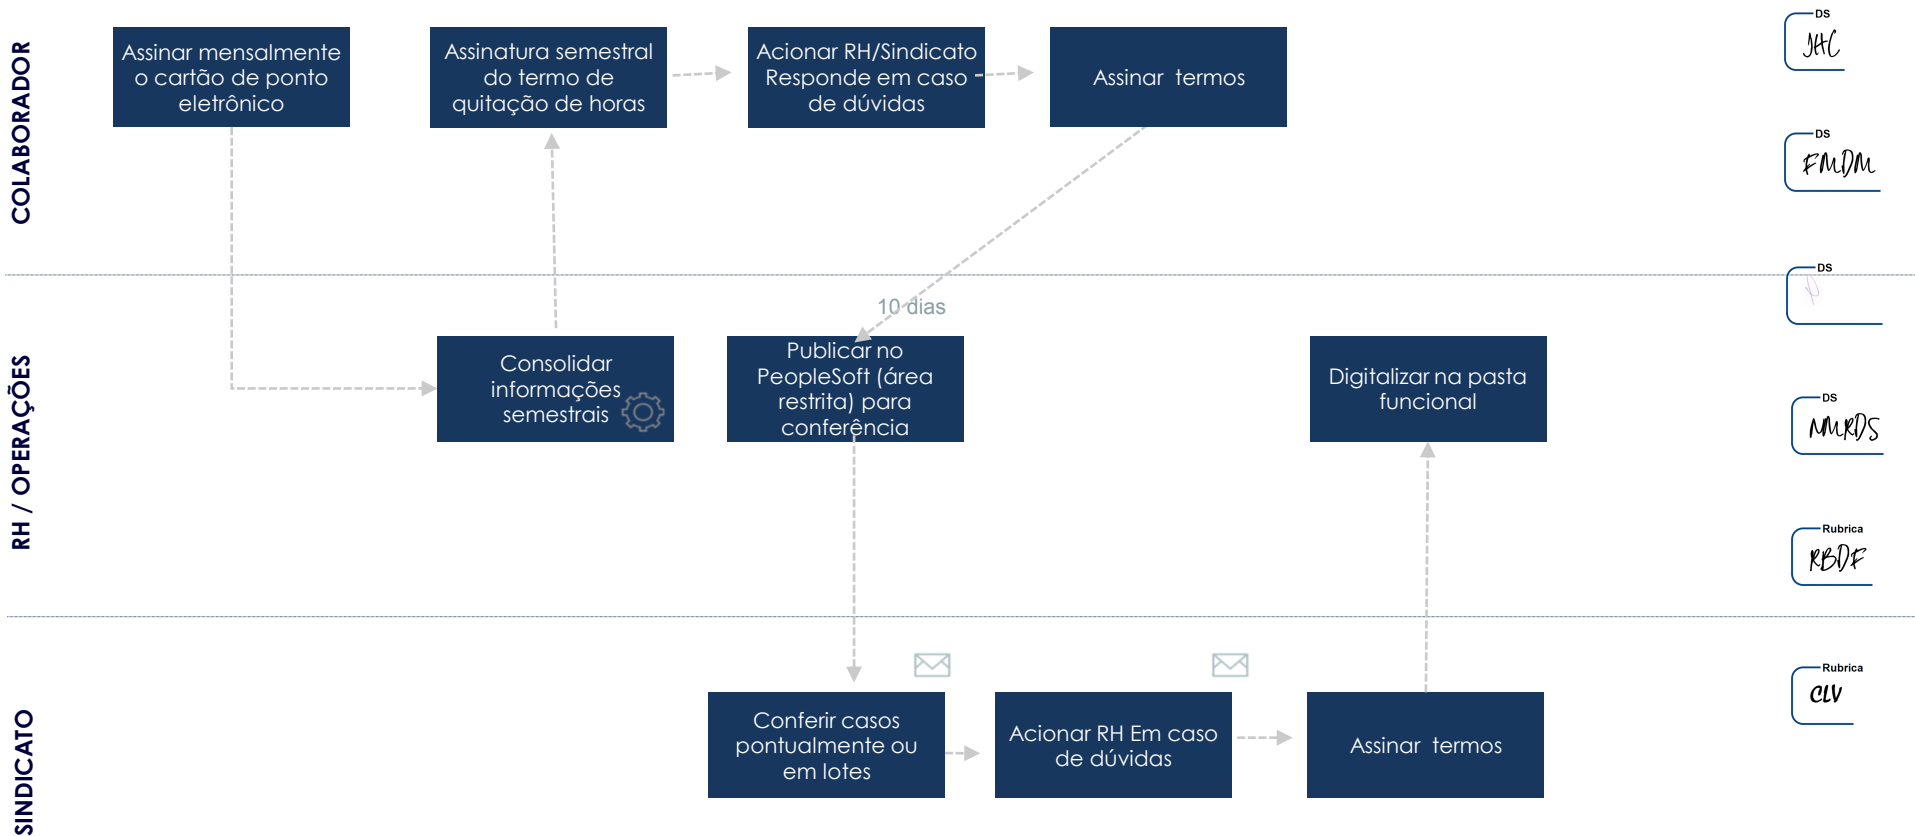 COLABORADOR
Assinar mensalmente
o cartão de ponto
eletrônico
Assinatura semestral
do termo de
quitação de horas
Acionar RH/Sindicato
Responde em caso
de dúvidas
Assinar termos
DS
JHC
DS
FMDM
DS
RH / OPERAÇÕES
10 dias
Consolidar
informações
semestrais
Publicar no
PeopleSoft (área
restrita) para
conferência
Digitalizar na pasta
funcional
DS
NMRDS
Rubrica
RBDF
SINDICATO
Conferir casos
pontualmente ou
em lotes
Acionar RH Em caso
de dúvidas
Assinar termos
Rubrica
CLV